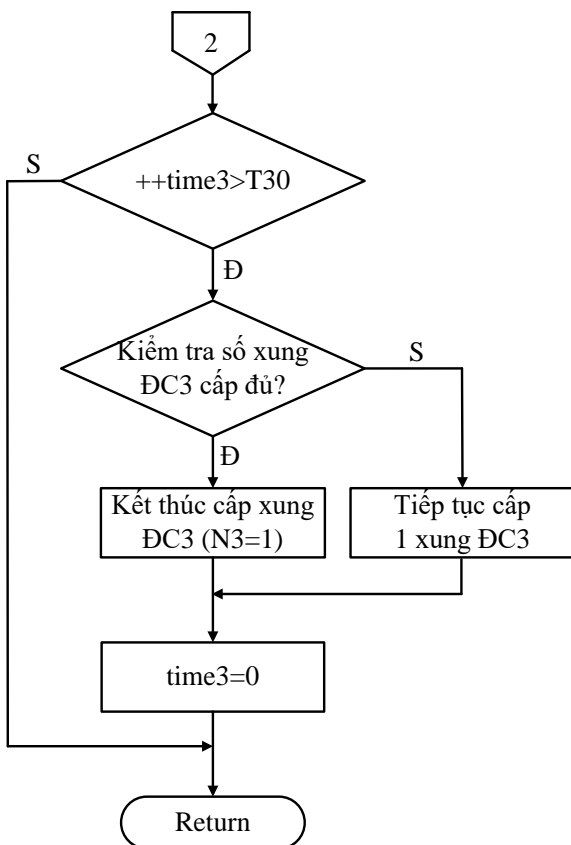 2
S
++time3>T30
Đ
Kiểm tra số xung
ĐC3 cấp đủ?
S
Đ
Kết thúc cấp xung
ĐC3 (N3=1)
Tiếp tục cấp
1 xung ĐC3
time3=0
Return